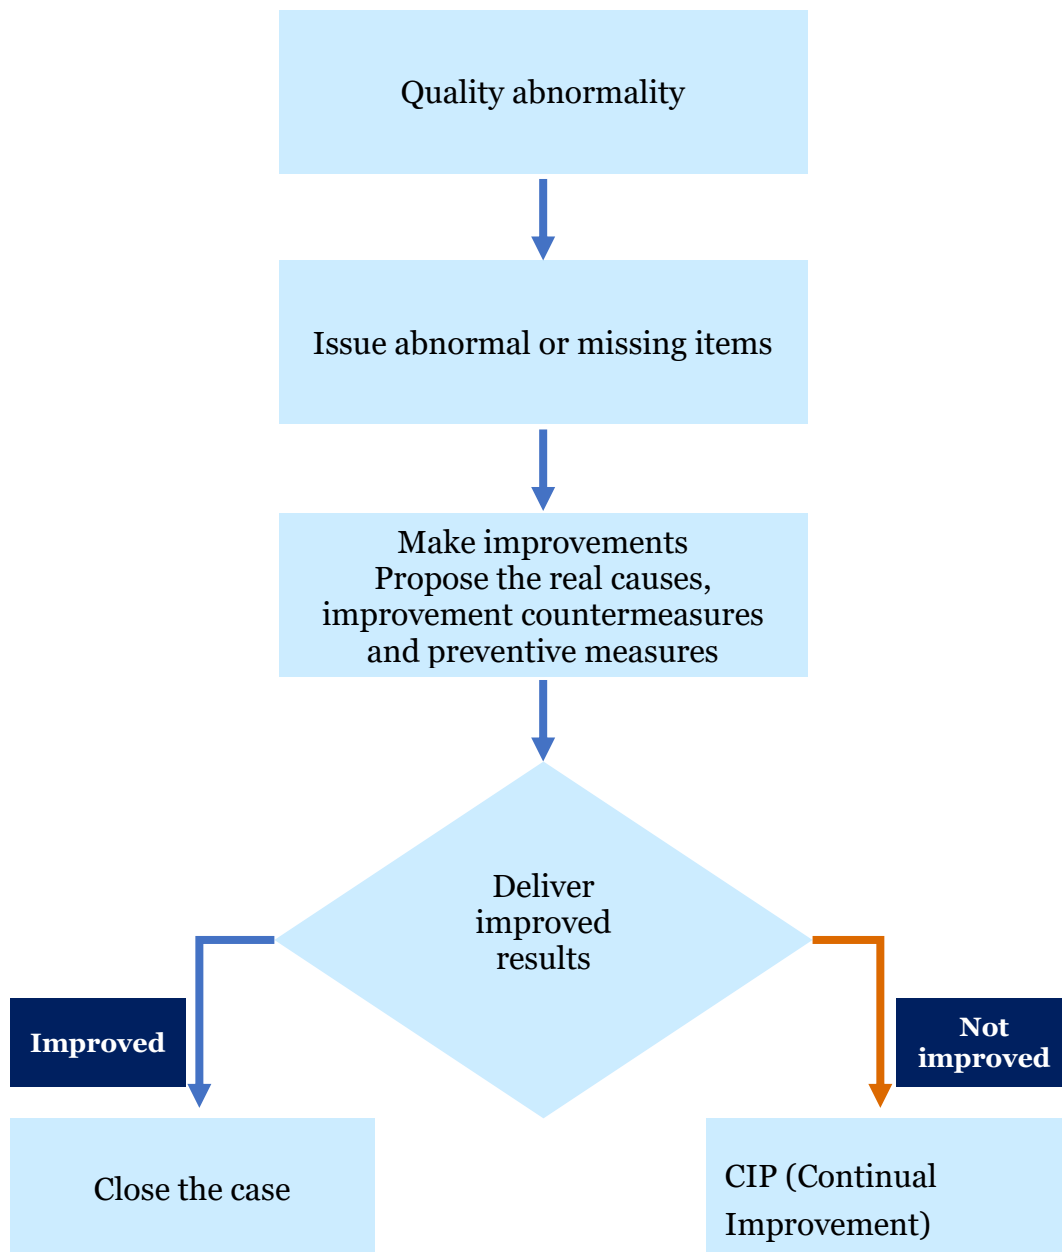 Quality abnormality
Issue abnormal or missing items
Make improvements
Propose the real causes,
improvement countermeasures
and preventive measures
Deliver
improved
results
Improved
Not
improved
Close the case
CIP (Continual
Improvement)